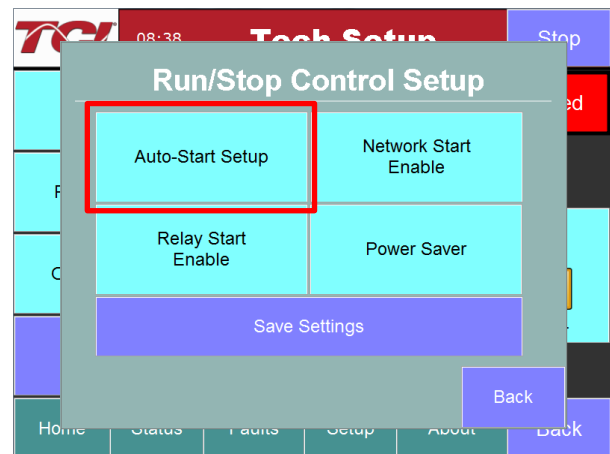 TCI
08:38
Tech Setup
Stop
Run/Stop Control Setup
Auto-Start Setup
Network Start
Enable
Relay Start
Enable
Power Saver
Save Settings
Back
Home
Status
Faults
Setup
About
Back